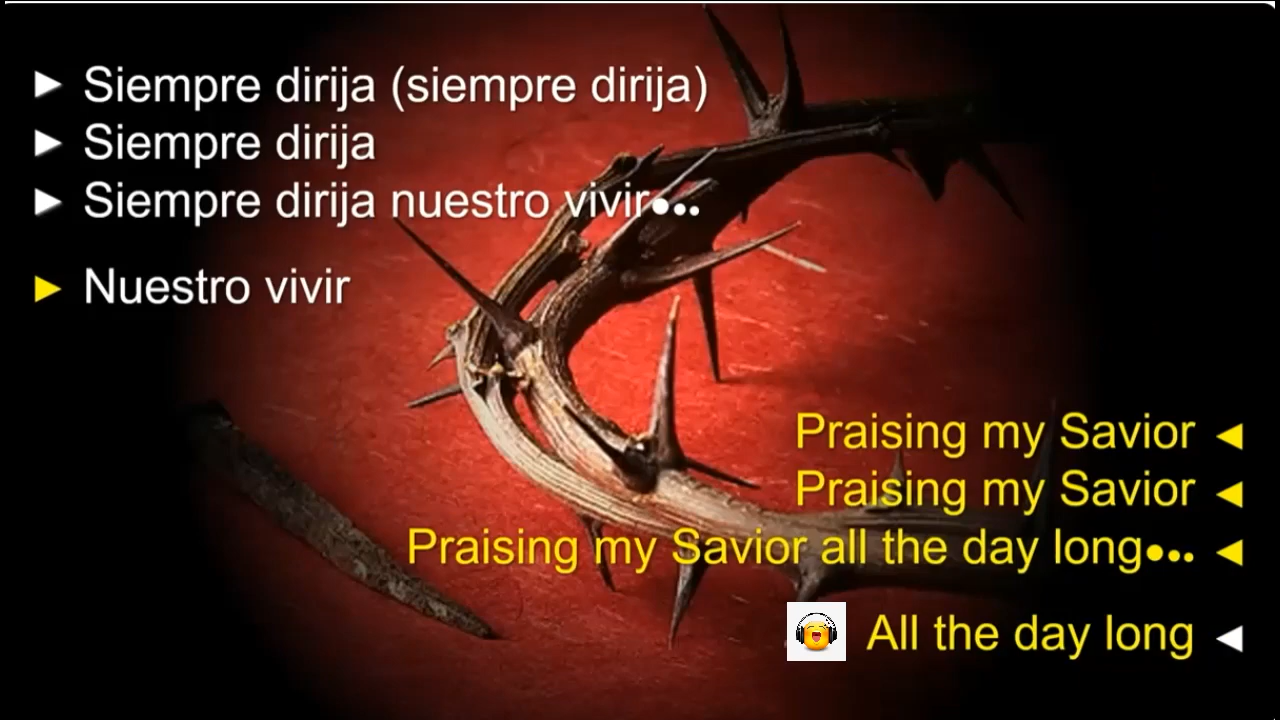 ► Siempre dirija (siempre dirija)
► Siempre dirija
► Siempre dirija nuestro vivir•••
► Nuestro vivir
Praising my Savior ◄
Praising my Savior ◄
Praising my Savior all the day long••• ◄
All the day long ◄